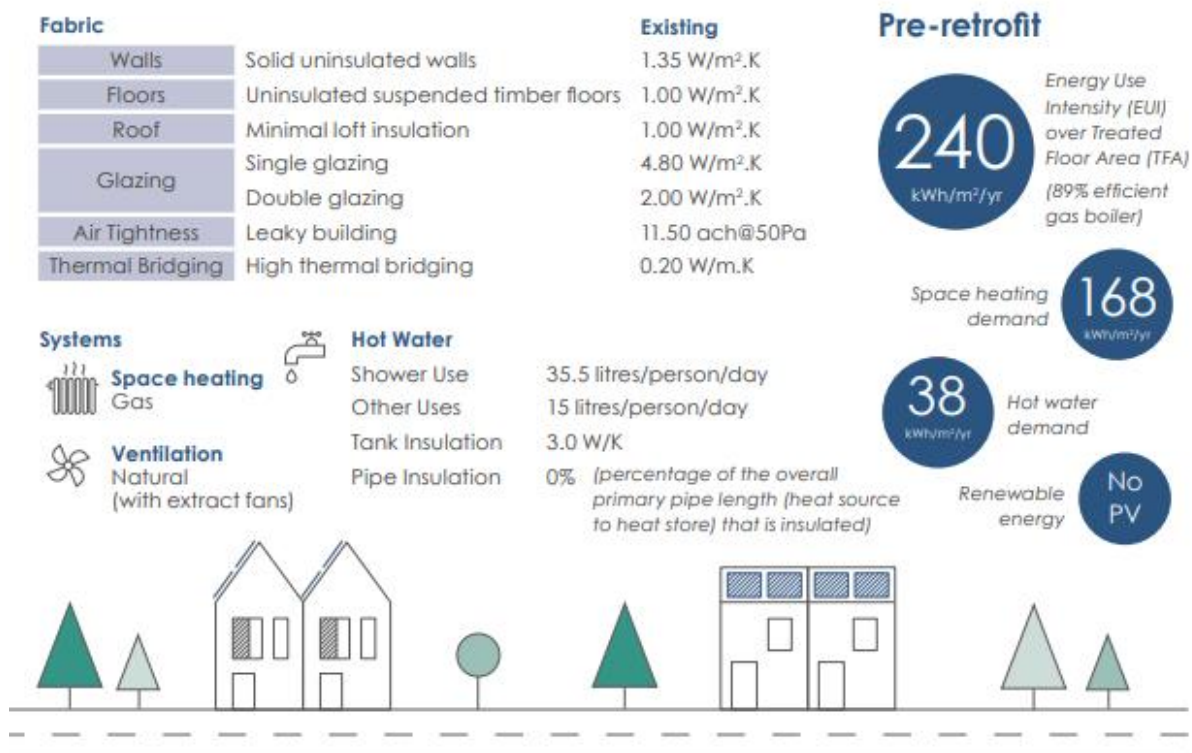 Fabric
Existing
Walls Solid uninsulated walls 1.35 W/m².K
Floors Uninsulated suspended timber floors 1.00 W/m².K
Roof Minimal loft insulation 1.00 W/m².K
Glazing
Single glazing 4.80 W/m².K
Double glazing 2.00 W/m².K
Air Tightness Leaky building 11.50 ach@50Pa
Thermal Bridging High thermal bridging 0.20 W/m.K
Systems
Space heating
Gas
Ventilation
Natural
(with extract fans)
Hot Water
Shower Use 35.5 litres/person/day
Other Uses 15 litres/person/day
Tank Insulation 3.0 W/K
Pipe Insulation 0% (percentage of the overall
primary pipe length (heat source
to heat store) that is insulated)
Pre-retrofit
240
kWh/m²/yr
Energy Use
Intensity (EUI)
over Treated
Floor Area (TFA)
(89% efficient
gas boiler)
Space heating
demand
168
kWh/m²/yr
38
kWh/m²/yr
Hot water
demand
Renewable
energy
No
PV